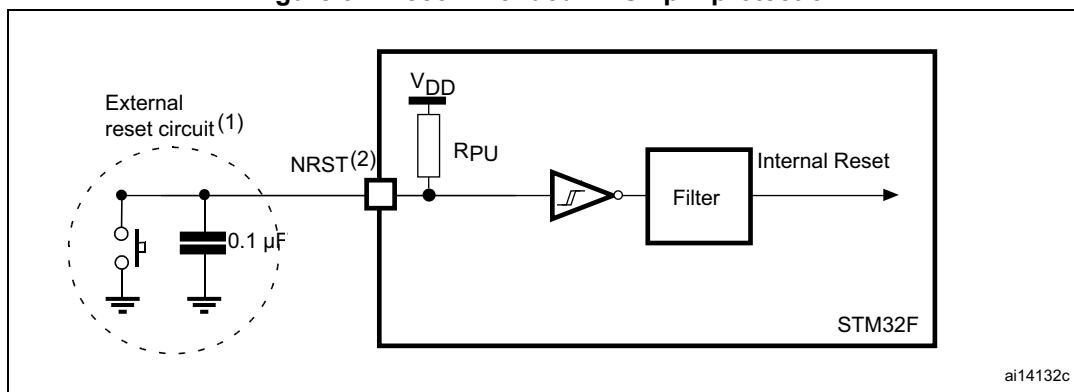 External
reset circuit(1)
NRST(2)
VDD
RPU
0.1 µF
Filter
Internal Reset
STM32F
ai14132c